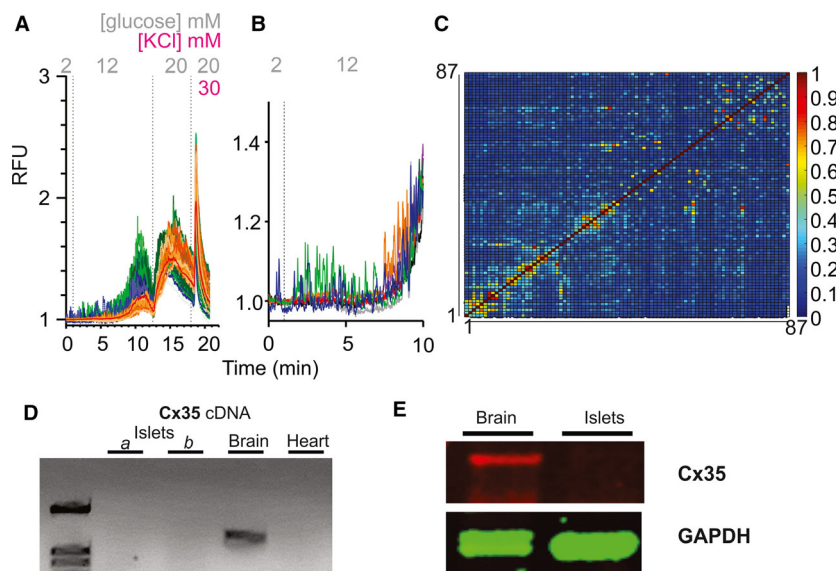 A
[glucose] mM
[KCl] mM
2 12 20 20
30
3
2
1
RFU
0 5 10 15 20
B
2 12
1.4
1.2
1.0
0 5 10
Time (min)
C
87
1
1
87
1
0.9
0.8
0.7
0.6
0.5
0.4
0.3
0.2
0.1
0
D
Cx35 cDNA
Islets
a b Brain Heart
E
Brain Islets
Cx35
GAPDH